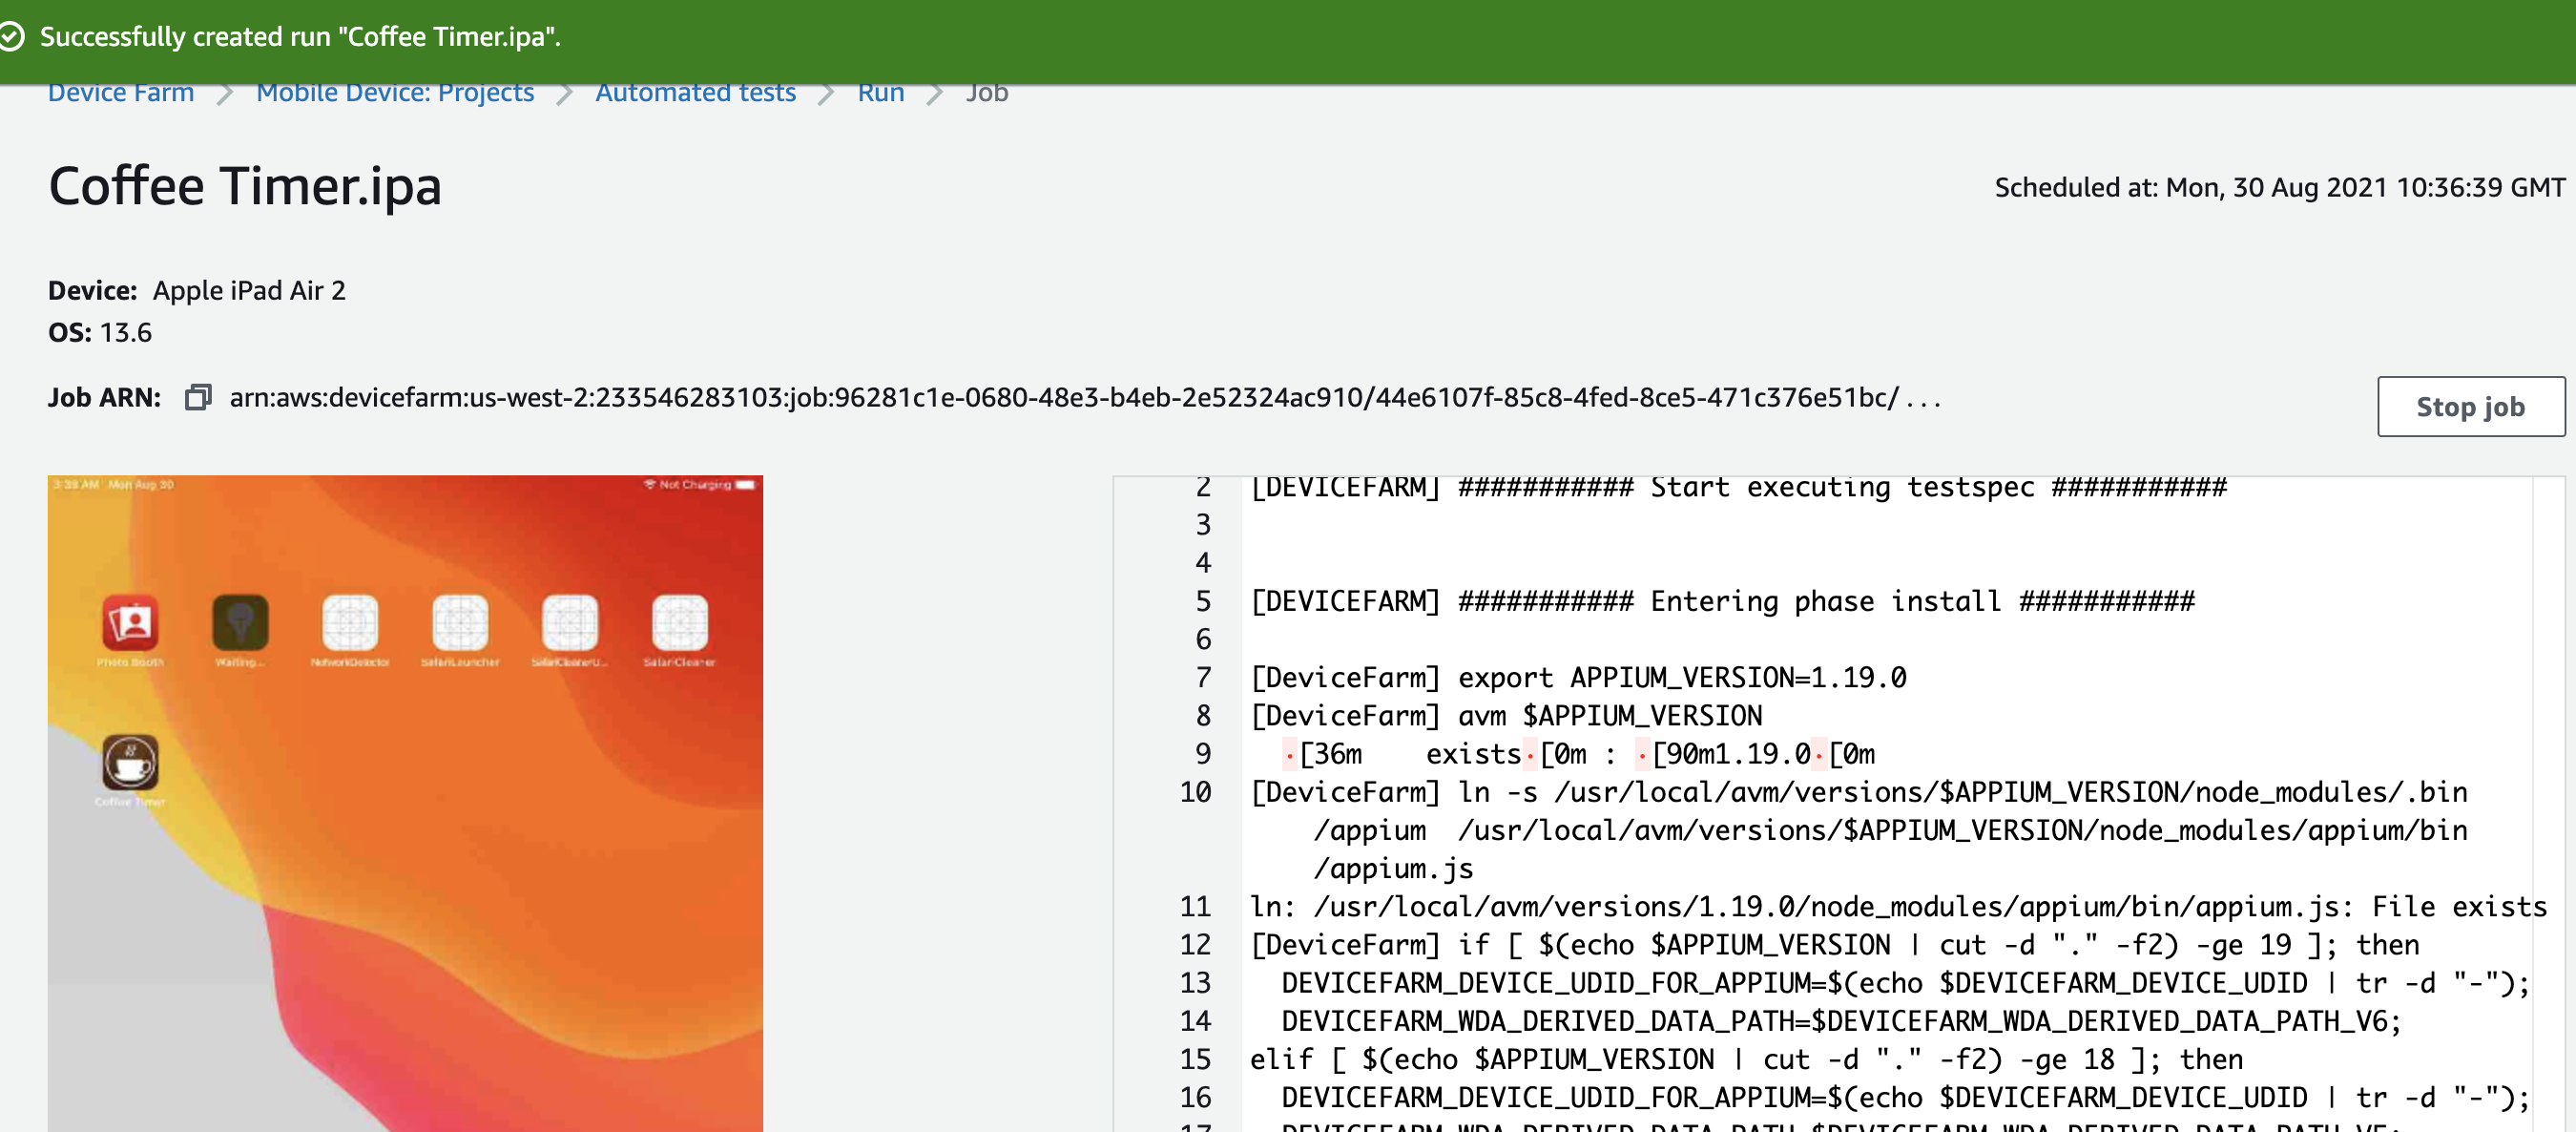 Successfully created run "Coffee Timer.ipa".
Device Farm > Mobile Device: Projects > Automated tests > Run > Job
Coffee Timer.ipa
Scheduled at: Mon, 30 Aug 2021 10:36:39 GMT
Device: Apple iPad Air 2
OS: 13.6
Job ARN: arn:aws:devicefarm:us-west-2:233546283103:job:96281c1e-0680-48e3-b4eb-2e52324ac910/44e6107f-85c8-4fed-8ce5-471c376e51bc/ ...
Stop job
3:38 AM Mon Aug 30
Not Charging
Photo Booth
Waiting...
NetworkDetector
SafariLauncher
SafariCleanerU...
SafariCleaner
Coffee Timer
2 [DEVICEFARM] ########### Start executing testspec ###########
3
4
5 [DEVICEFARM] ########### Entering phase install ###########
6
7 [DeviceFarm] export APPIUM_VERSION=1.19.0
8 [DeviceFarm] avm $APPIUM_VERSION
9 ·[36m exists·[0m : ·[90m1.19.0·[0m
10 [DeviceFarm] ln -s /usr/local/avm/versions/$APPIUM_VERSION/node_modules/.bin
/appium /usr/local/avm/versions/$APPIUM_VERSION/node_modules/appium/bin
/appium.js
11 ln: /usr/local/avm/versions/1.19.0/node_modules/appium/bin/appium.js: File exists
12 [DeviceFarm] if [ $(echo $APPIUM_VERSION | cut -d "." -f2) -ge 19 ]; then
13 DEVICEFARM_DEVICE_UDID_FOR_APPIUM=$(echo $DEVICEFARM_DEVICE_UDID | tr -d "-");
14 DEVICEFARM_WDA_DERIVED_DATA_PATH=$DEVICEFARM_WDA_DERIVED_DATA_PATH_V6;
15 elif [ $(echo $APPIUM_VERSION | cut -d "." -f2) -ge 18 ]; then
16 DEVICEFARM_DEVICE_UDID_FOR_APPIUM=$(echo $DEVICEFARM_DEVICE_UDID | tr -d "-");